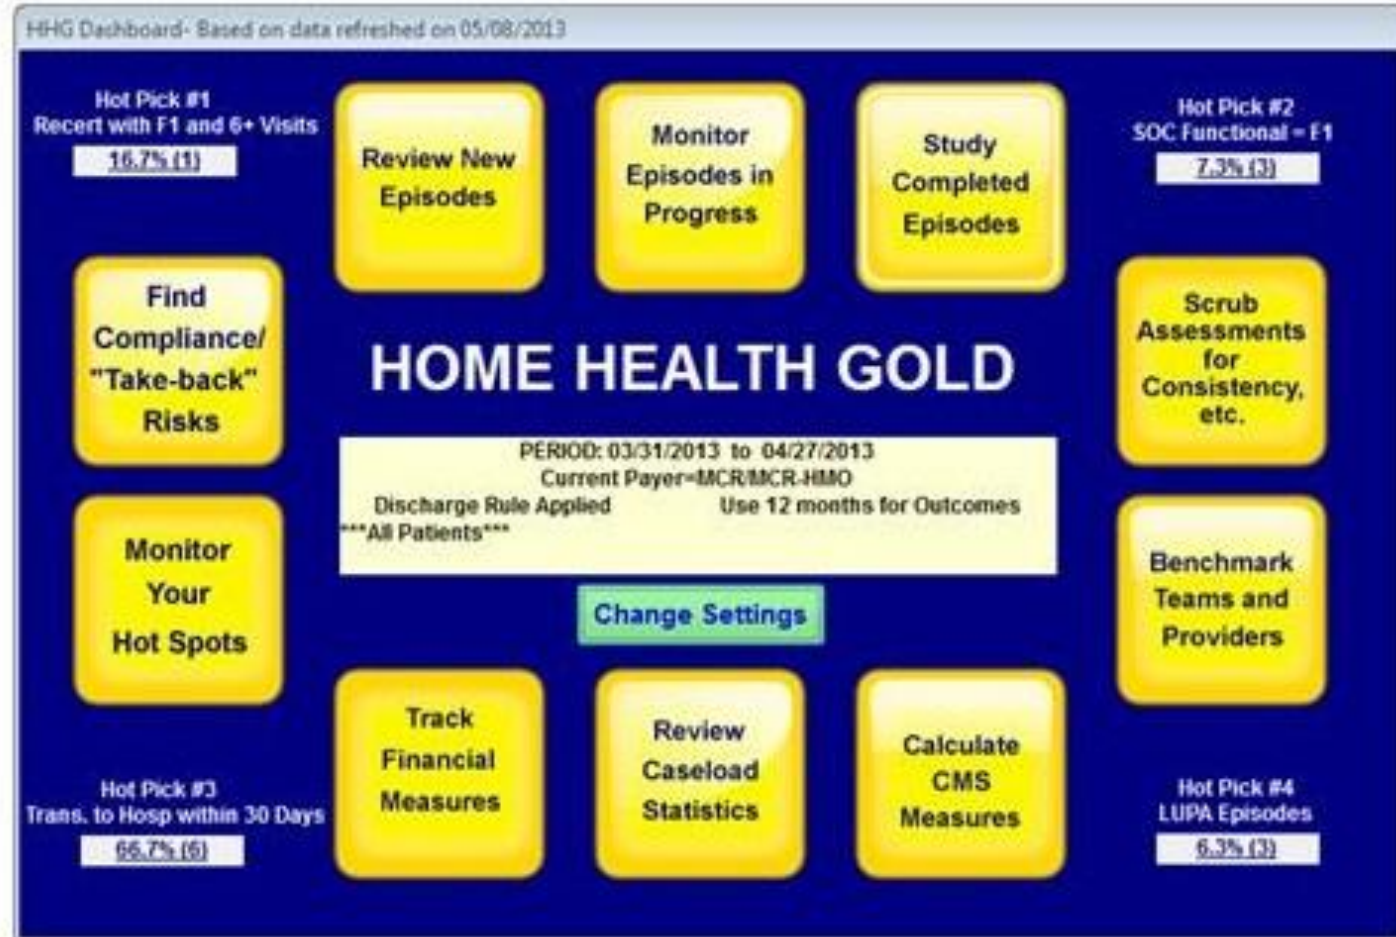 HHG Dashboard- Based on data refreshed on 05/08/2013
Hot Pick #1
Recert with F1 and 6+ Visits
16.7% (1)
Review New
Episodes
Monitor
Episodes in
Progress
Study
Completed
Episodes
Hot Pick #2
SOC Functional = F1
7.3% (3)
Find
Compliance/
"Take-back"
Risks
HOME HEALTH GOLD
Scrub
Assessments
for
Consistency,
etc.
PERIOD: 03/31/2013 to 04/27/2013
Current Payer=MCR/MCR-HMO
Discharge Rule Applied Use 12 months for Outcomes
***All Patients***
Monitor
Your
Hot Spots
Change Settings
Benchmark
Teams and
Providers
Hot Pick #3
Trans. to Hosp within 30 Days
66.7% (6)
Track
Financial
Measures
Review
Caseload
Statistics
Calculate
CMS
Measures
Hot Pick #4
LUPA Episodes
6.3% (3)